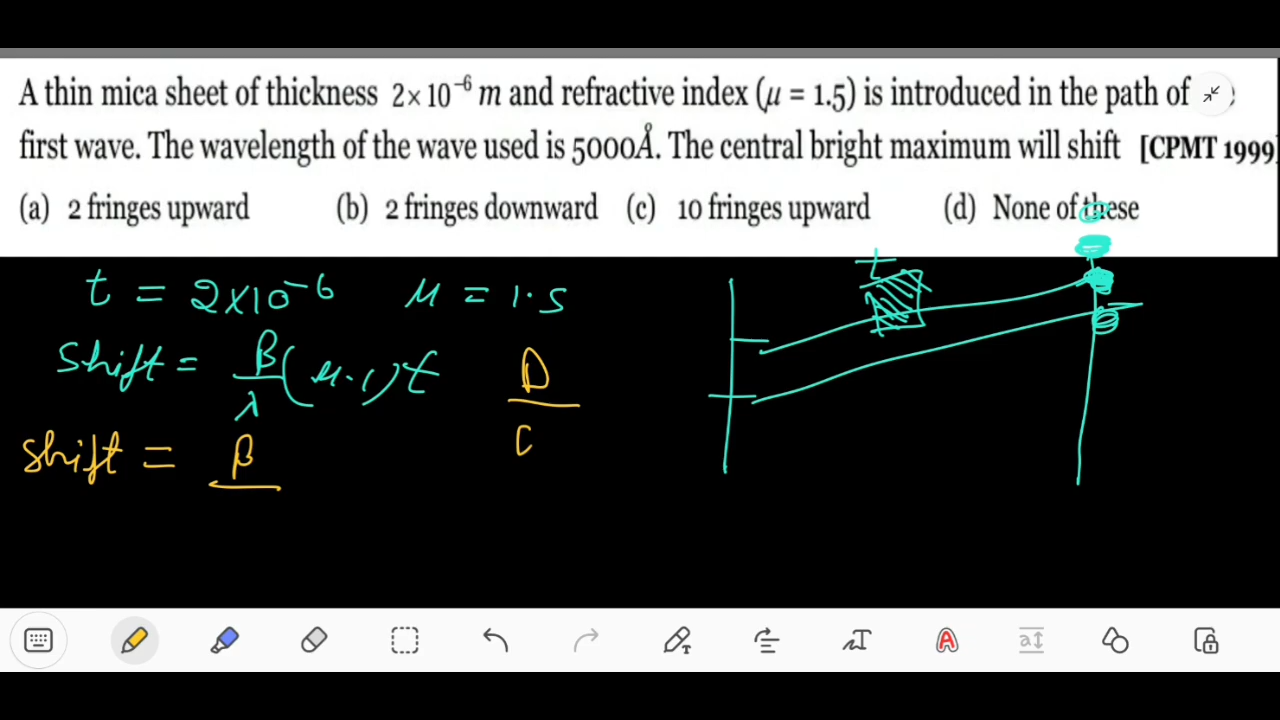 A thin mica sheet of thickness 2×10⁻⁶ m and refractive index (μ = 1.5) is introduced in the path of
first wave. The wavelength of the wave used is 5000Å. The central bright maximum will shift [CPMT 1999]
(a) 2 fringes upward (b) 2 fringes downward (c) 10 fringes upward (d) None of these
t
t = 2×10⁻⁶ μ = 1.5
Shift = β/λ (μ-1)t D
shift = β